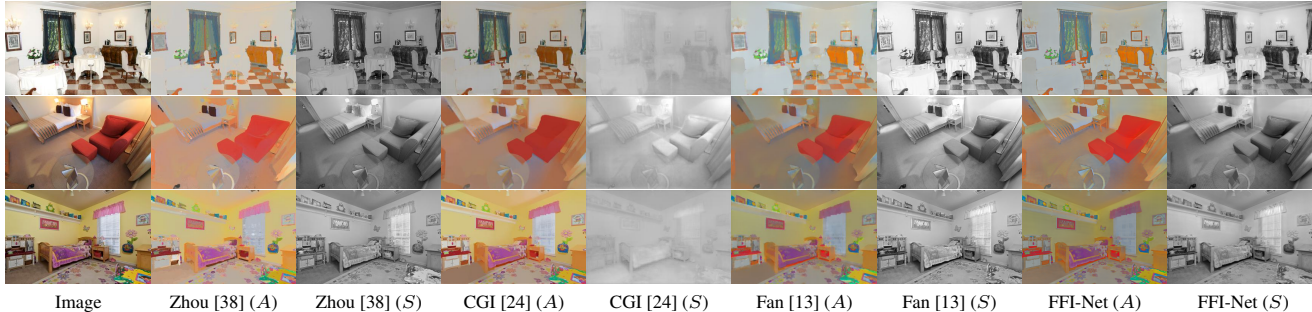 Image Zhou [38] (A) Zhou [38] (S) CGI [24] (A) CGI [24] (S) Fan [13] (A) Fan [13] (S) FFI-Net (A) FFI-Net (S)